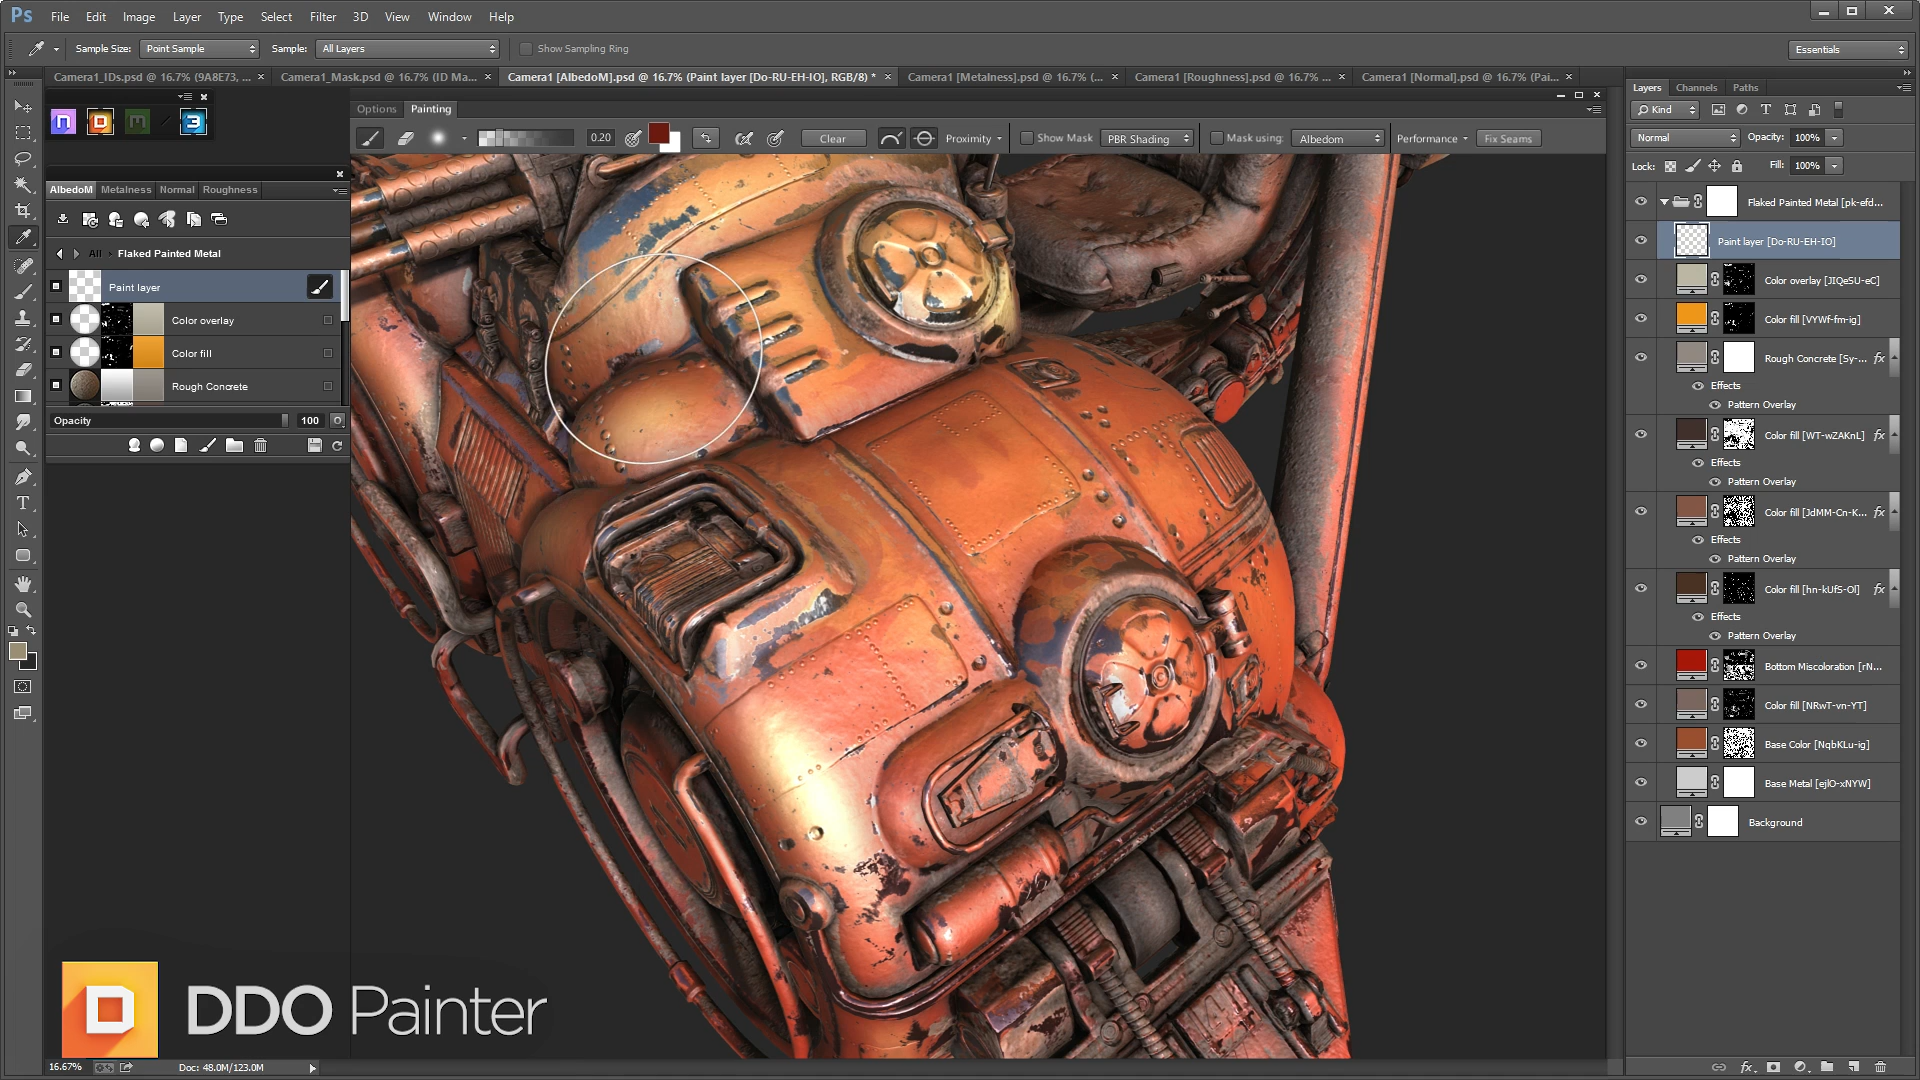 Ps File Edit Image Layer Type Select Filter 3D View Window Help
Sample Size: Point Sample Sample: All Layers Show Sampling Ring Essentials
Camera1_IDs.psd @ 16.7% (9A8E73, ... Camera1_Mask.psd @ 16.7% (ID Ma... Camera1 [AlbedoM].psd @ 16.7% (Paint layer [Do-RU-EH-IO], RGB/8) * Camera1 [Metalness].psd @ 16.7% (... Camera1 [Roughness].psd @ 16.7% ... Camera1 [Normal].psd @ 16.7% (Pai...
Options Painting
0.20 Clear Proximity Show Mask PBR Shading Mask using: Albedom Performance Fix Seams
AlbedoM Metalness Normal Roughness
All Flaked Painted Metal
Paint layer
Color overlay
Color fill
Rough Concrete
Opacity 100
Layers Channels Paths
Kind
Normal Opacity: 100%
Lock: Fill: 100%
Flaked Painted Metal [pk-efd...
Paint layer [Do-RU-EH-IO]
Color overlay [JIQeSU-eC]
Color fill [VYWf-fm-ig]
Rough Concrete [Sy-... fx
Effects
Pattern Overlay
Color fill [WT-wZAKnL] fx
Effects
Pattern Overlay
Color fill [JdMM-Cn-K... fx
Effects
Pattern Overlay
Color fill [hn-kUfS-Ol] fx
Effects
Pattern Overlay
Bottom Miscoloration [rN...
Color fill [NRwT-vn-YT]
Base Color [NqbKLu-ig]
Base Metal [ejlO-xNYW]
Background
D DDO Painter
16.67% Doc: 48.0M/123.0M